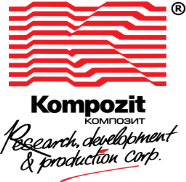 ®
Kompozit
КОМПОЗИТ
Research, development
& production corp.